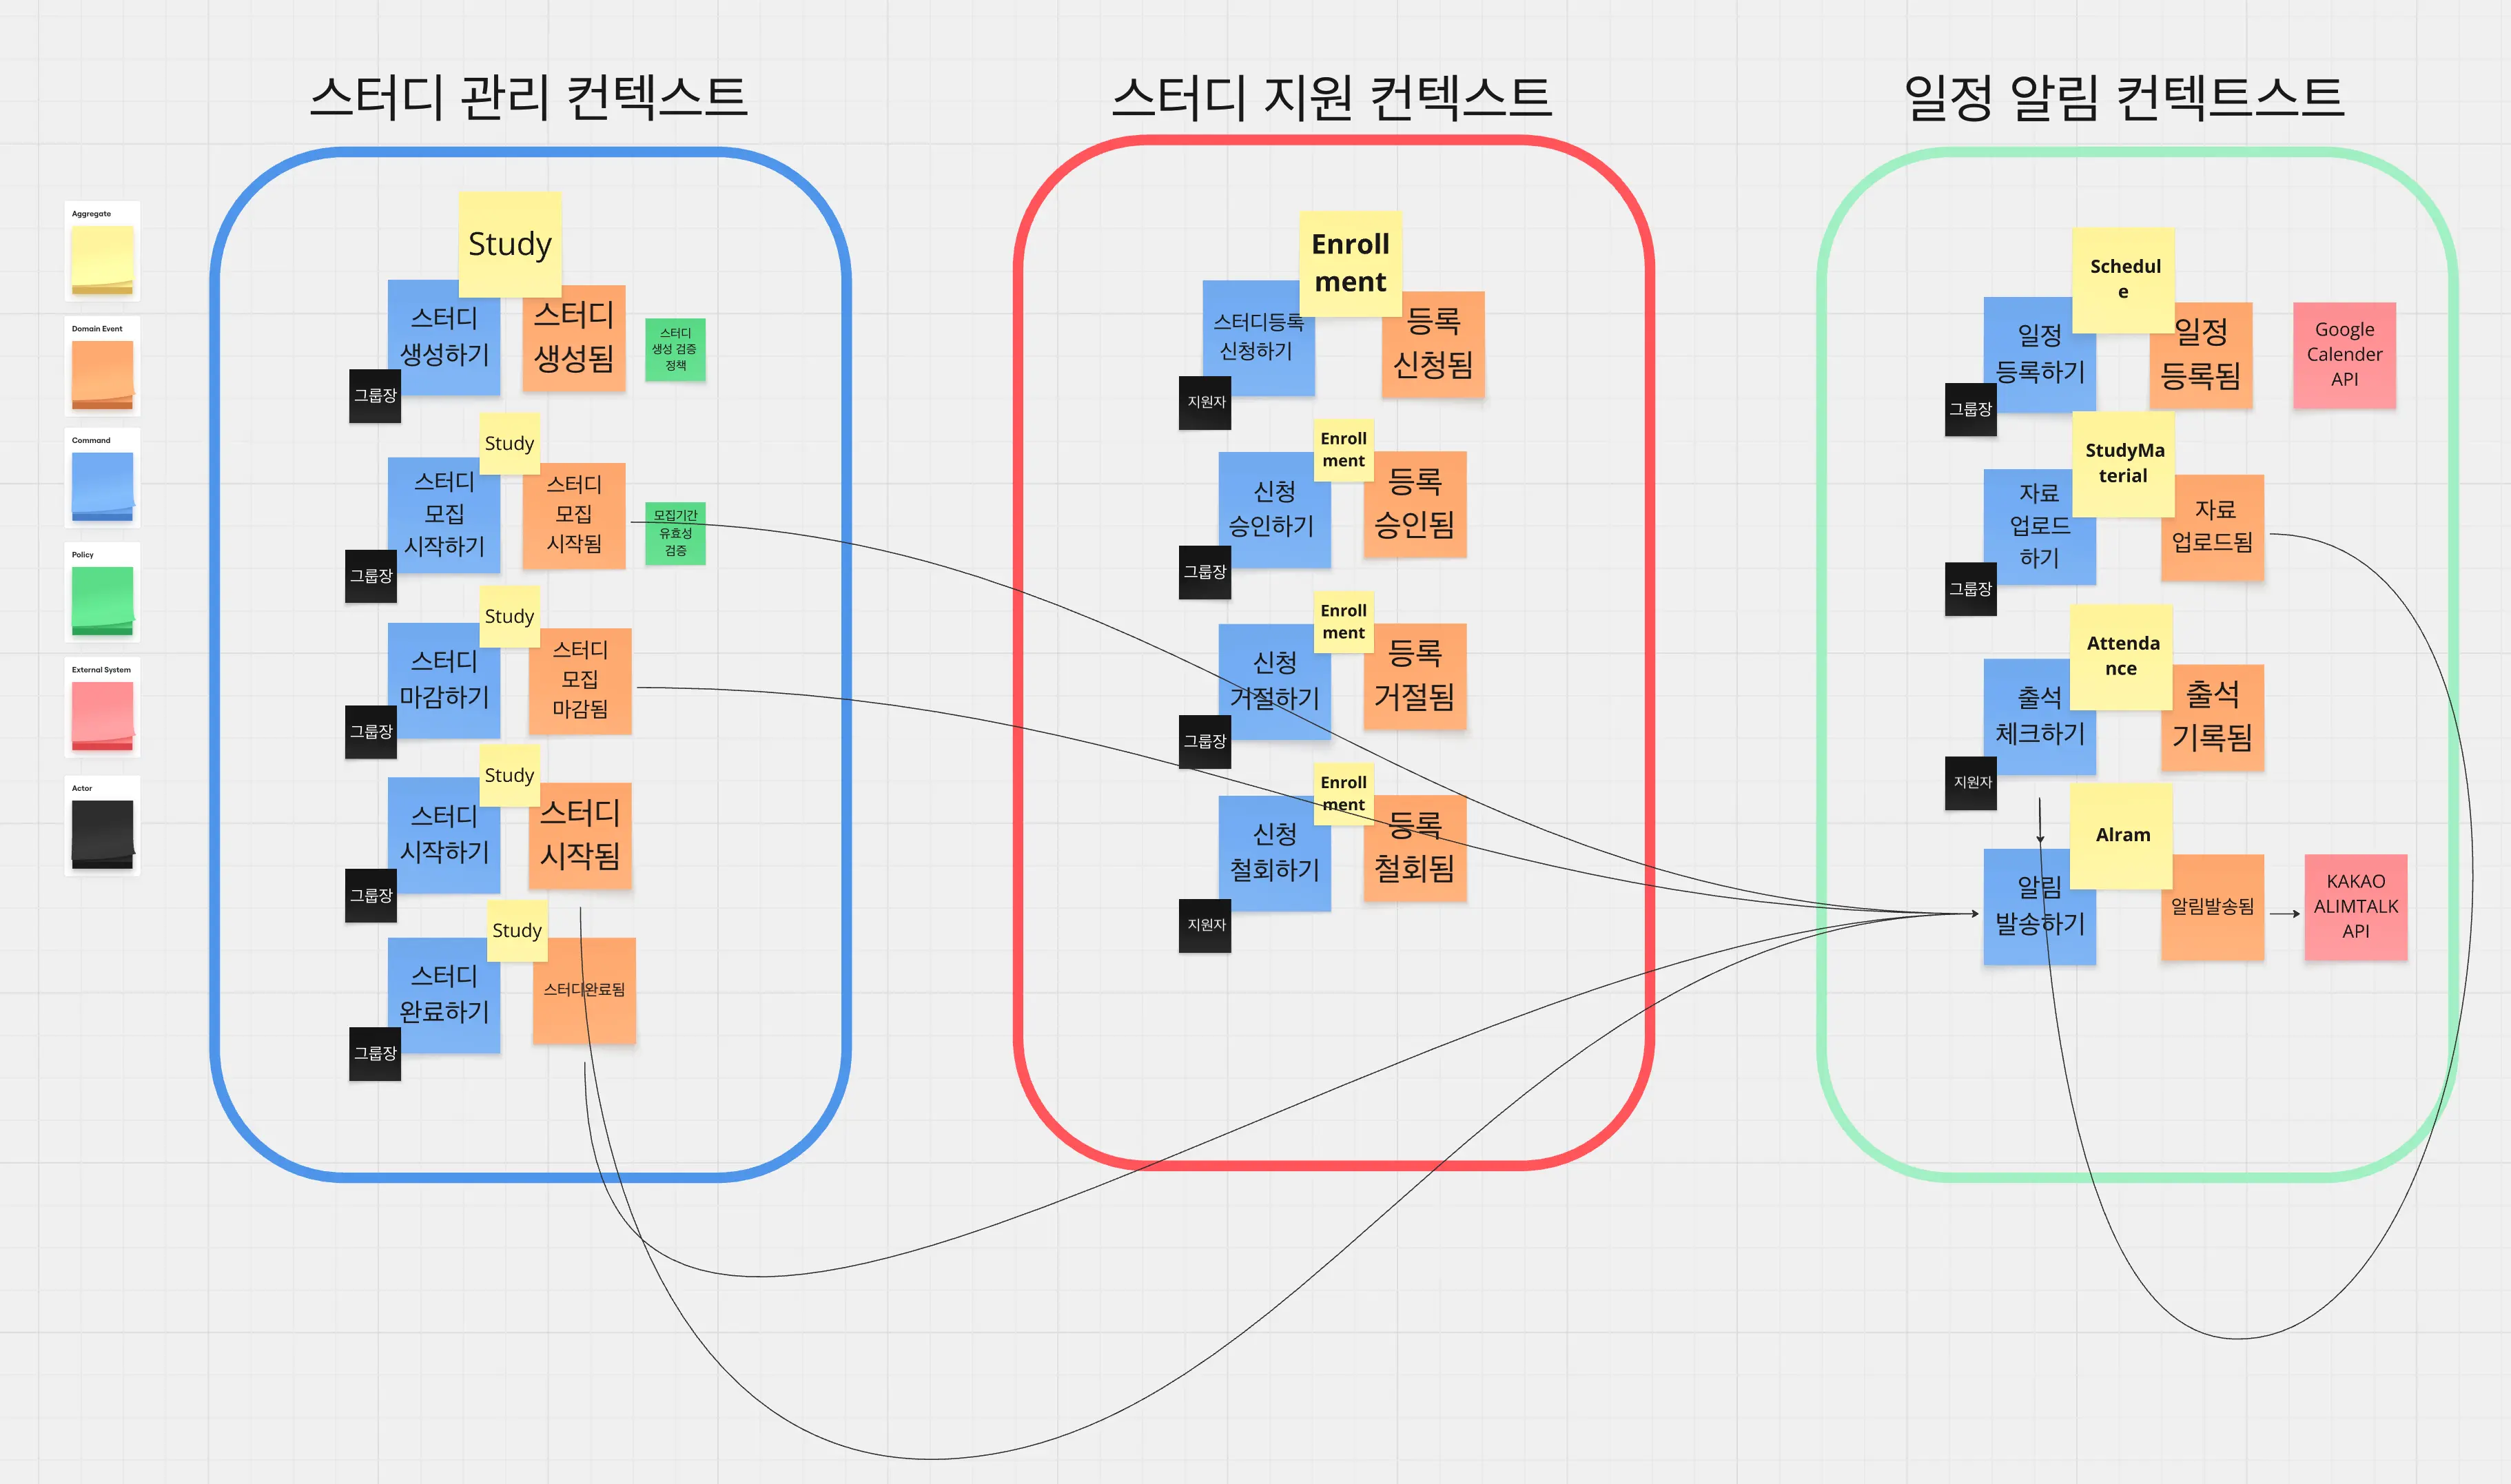 스터디 관리 컨텍스트
스터디 지원 컨텍스트
일정 알림 컨텍트스트
Aggregate
Domain Event
Command
Policy
External System
Actor
Study
스터디
생성하기
스터디
생성됨
스터디
생성 검증
정책
그룹장
Study
스터디
모집
시작하기
스터디
모집
시작됨
모집기간
유효성
검증
그룹장
Study
스터디
마감하기
스터디
모집
마감됨
그룹장
Study
스터디
시작하기
스터디
시작됨
그룹장
Study
스터디
완료하기
스터디완료됨
그룹장
Enroll
ment
스터디등록
신청하기
등록
신청됨
지원자
Enroll
ment
신청
승인하기
등록
승인됨
그룹장
Enroll
ment
신청
거절하기
등록
거절됨
그룹장
Enroll
ment
신청
철회하기
등록
철회됨
지원자
Schedul
e
일정
등록하기
일정
등록됨
Google
Calender
API
그룹장
StudyMa
terial
자료
업로드
하기
자료
업로드됨
그룹장
Attenda
nce
출석
체크하기
출석
기록됨
지원자
Alram
알림
발송하기
알림발송됨
KAKAO
ALIMTALK
API